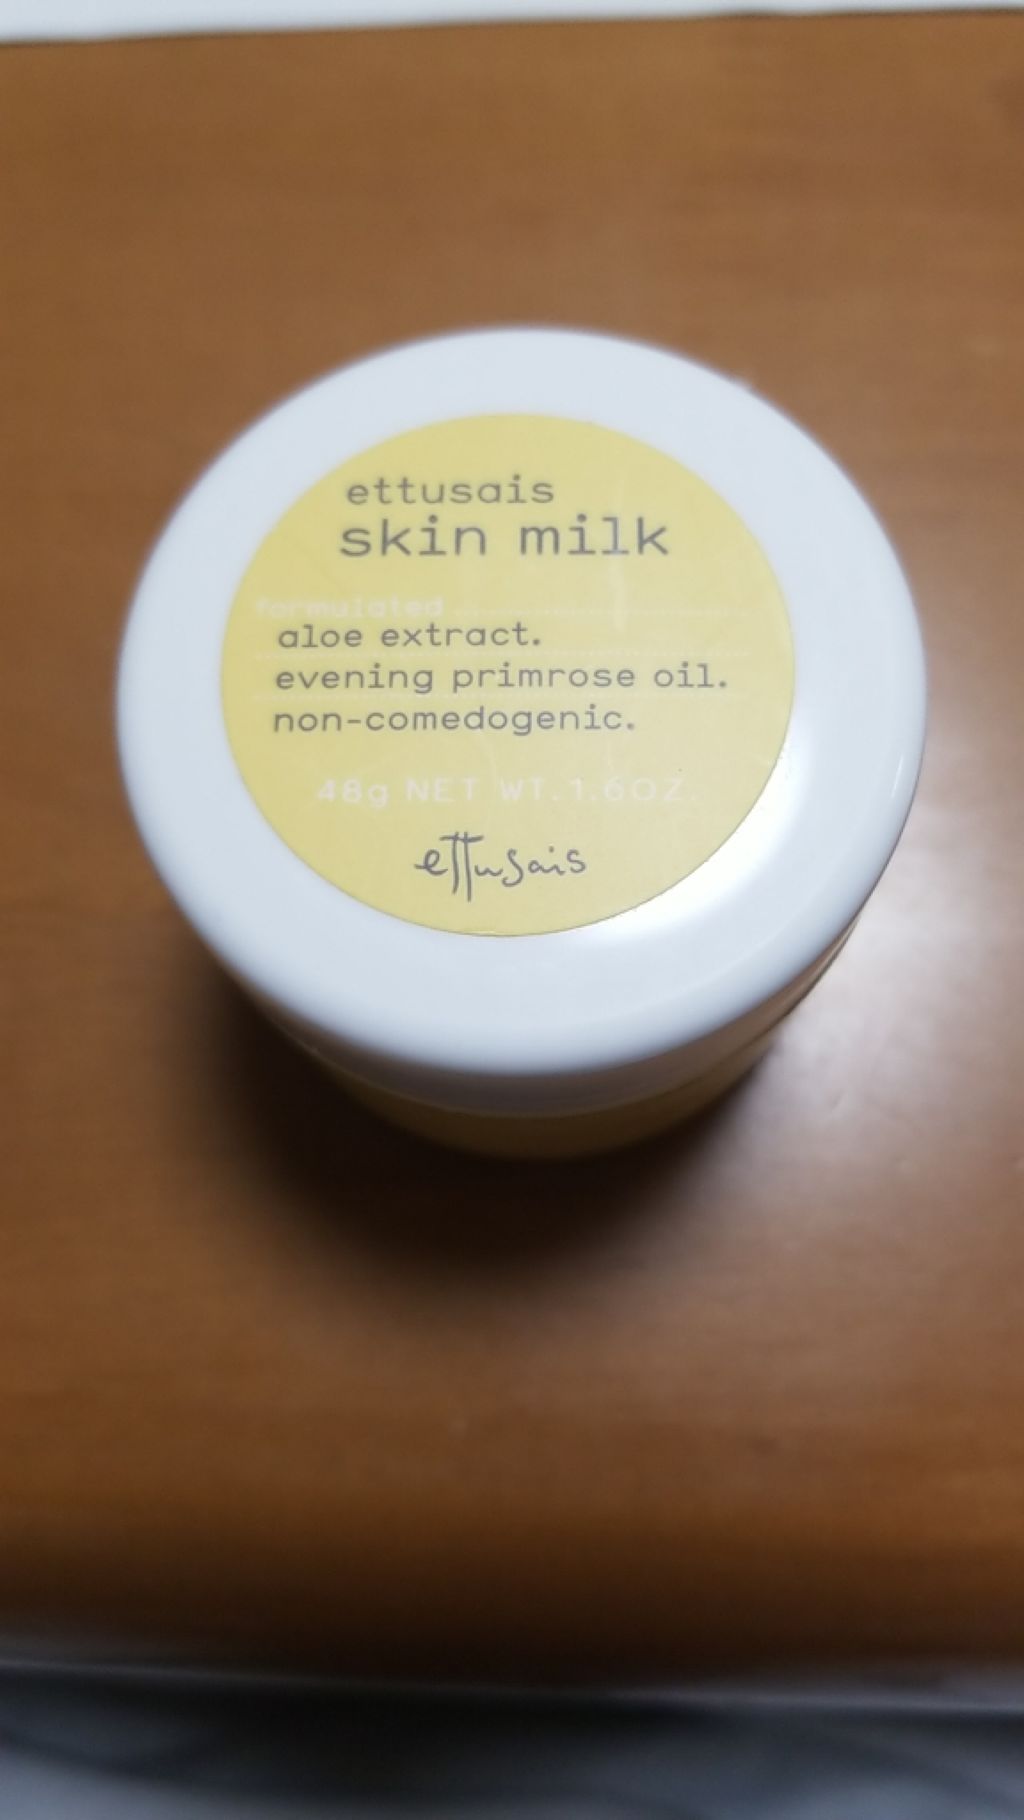 ettusais
skin milk
formulated
aloe extract.
evening primrose oil.
non-comedogenic.
48g NET WT.1.6OZ.
ettusais